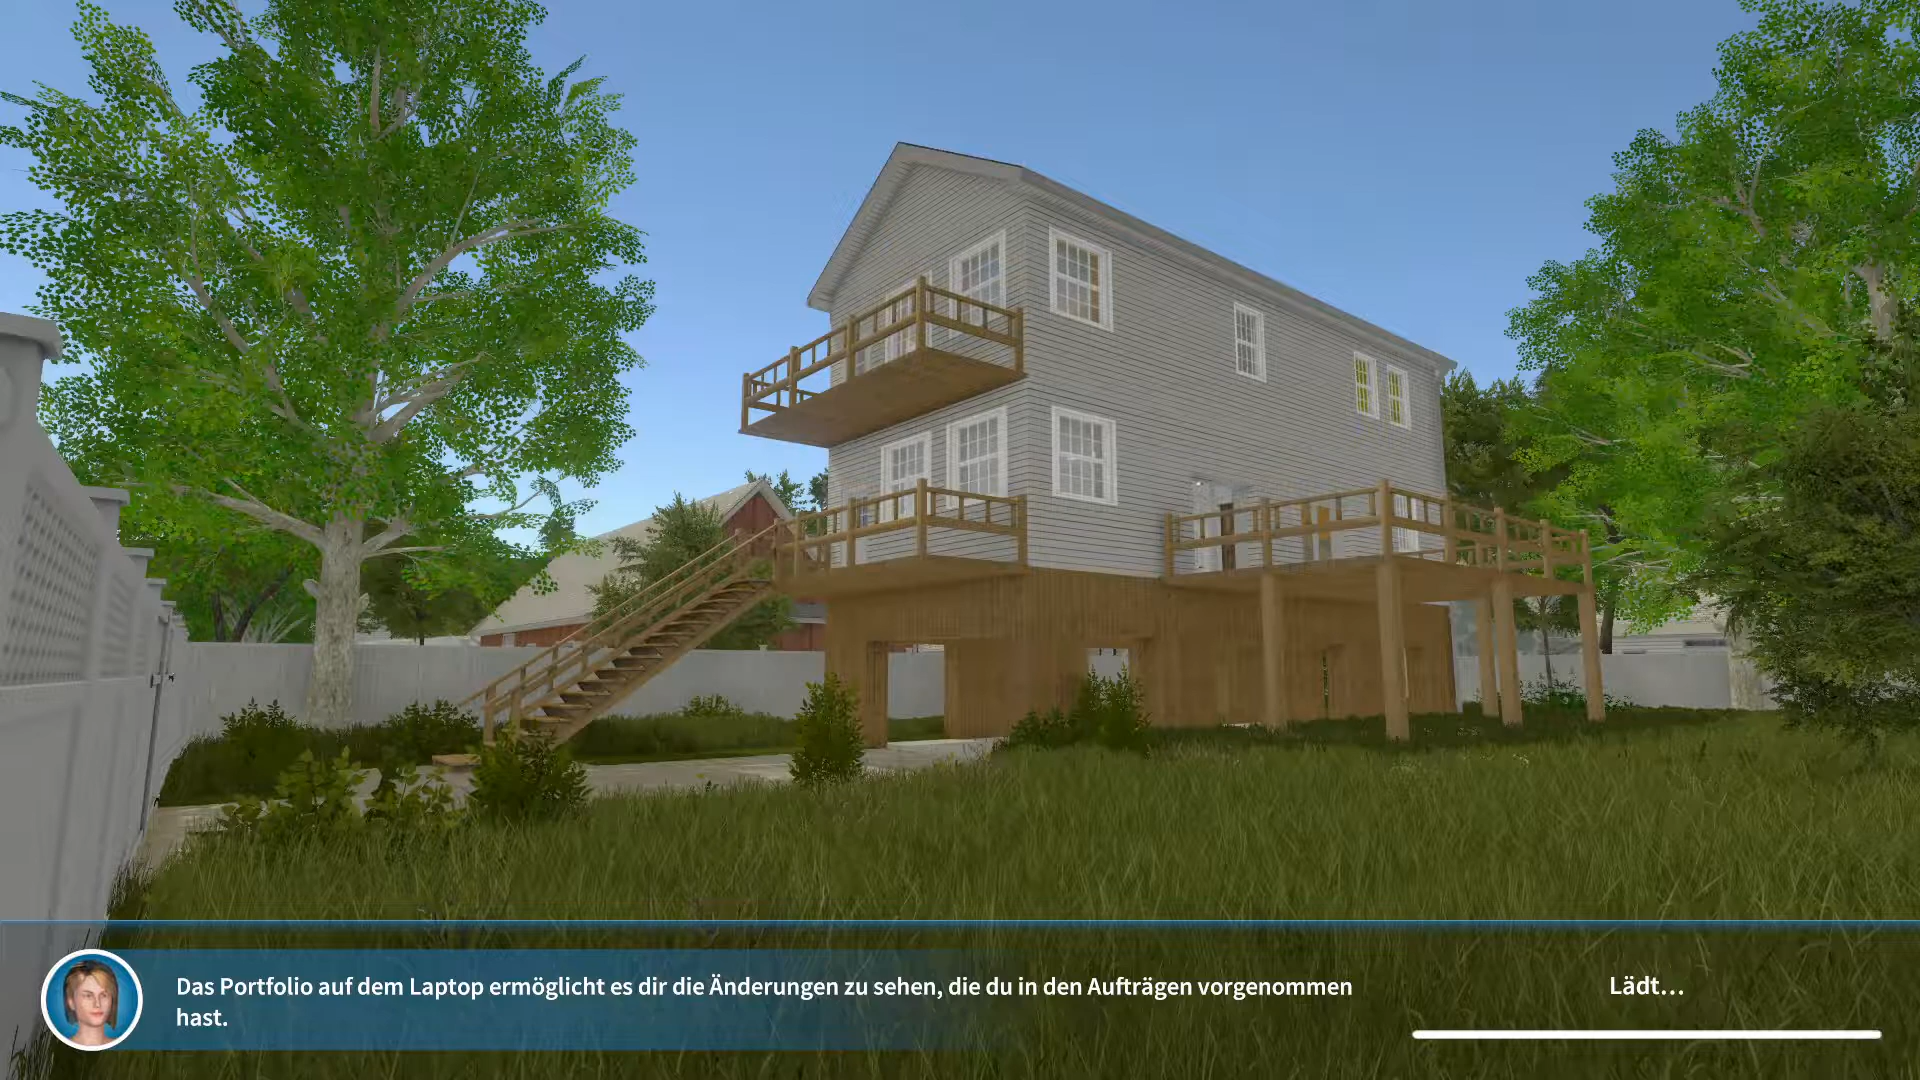 Das Portfolio auf dem Laptop ermöglicht es dir die Änderungen zu sehen, die du in den Aufträgen vorgenommen
hast.
Lädt...